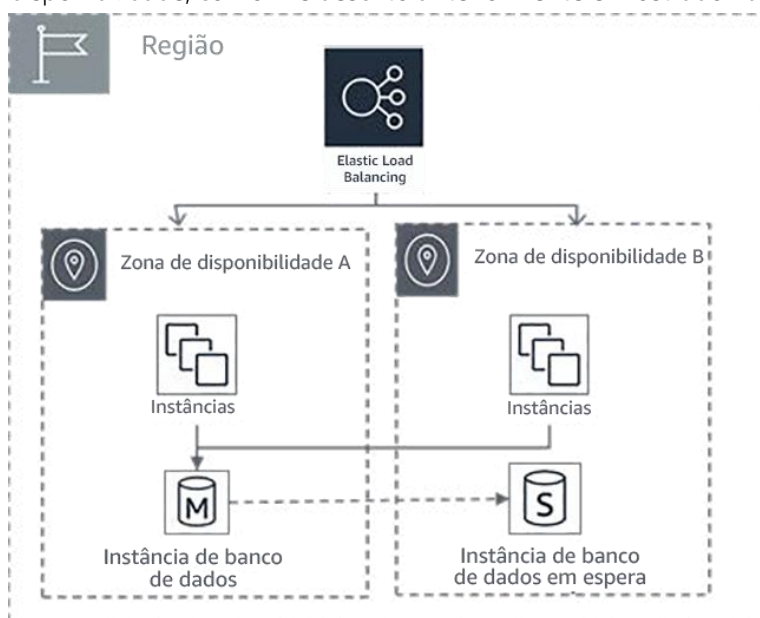 Região
Elastic Load
Balancing
Zona de disponibilidade A
Zona de disponibilidade B
Instâncias
Instâncias
M
S
Instância de banco
de dados
Instância de banco
de dados em espera